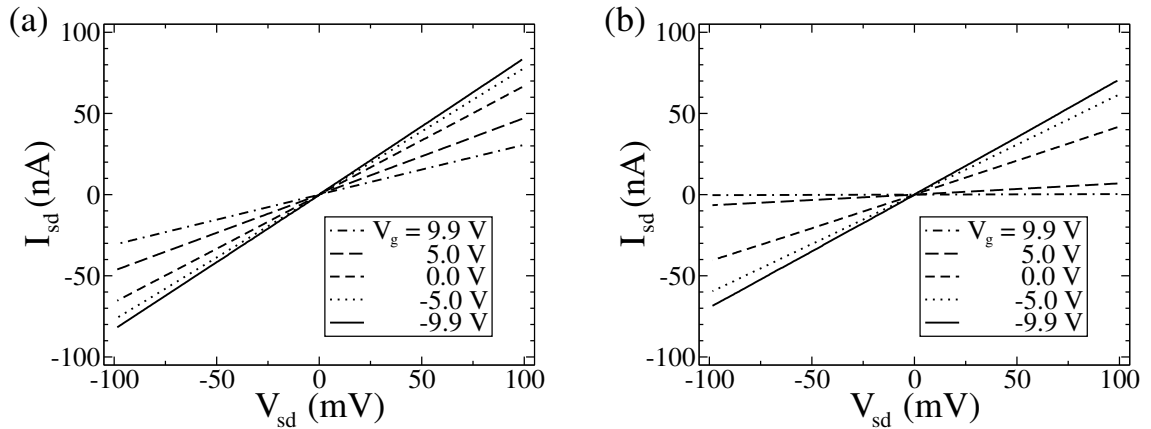 (a)
100
50
0
-50
-100
I_sd (nA)
-100 -50 0 50 100
V_sd (mV)
V_g = 9.9 V
5.0 V
0.0 V
-5.0 V
-9.9 V
(b)
100
50
0
-50
-100
I_sd (nA)
-100 -50 0 50 100
V_sd (mV)
V_g = 9.9 V
5.0 V
0.0 V
-5.0 V
-9.9 V